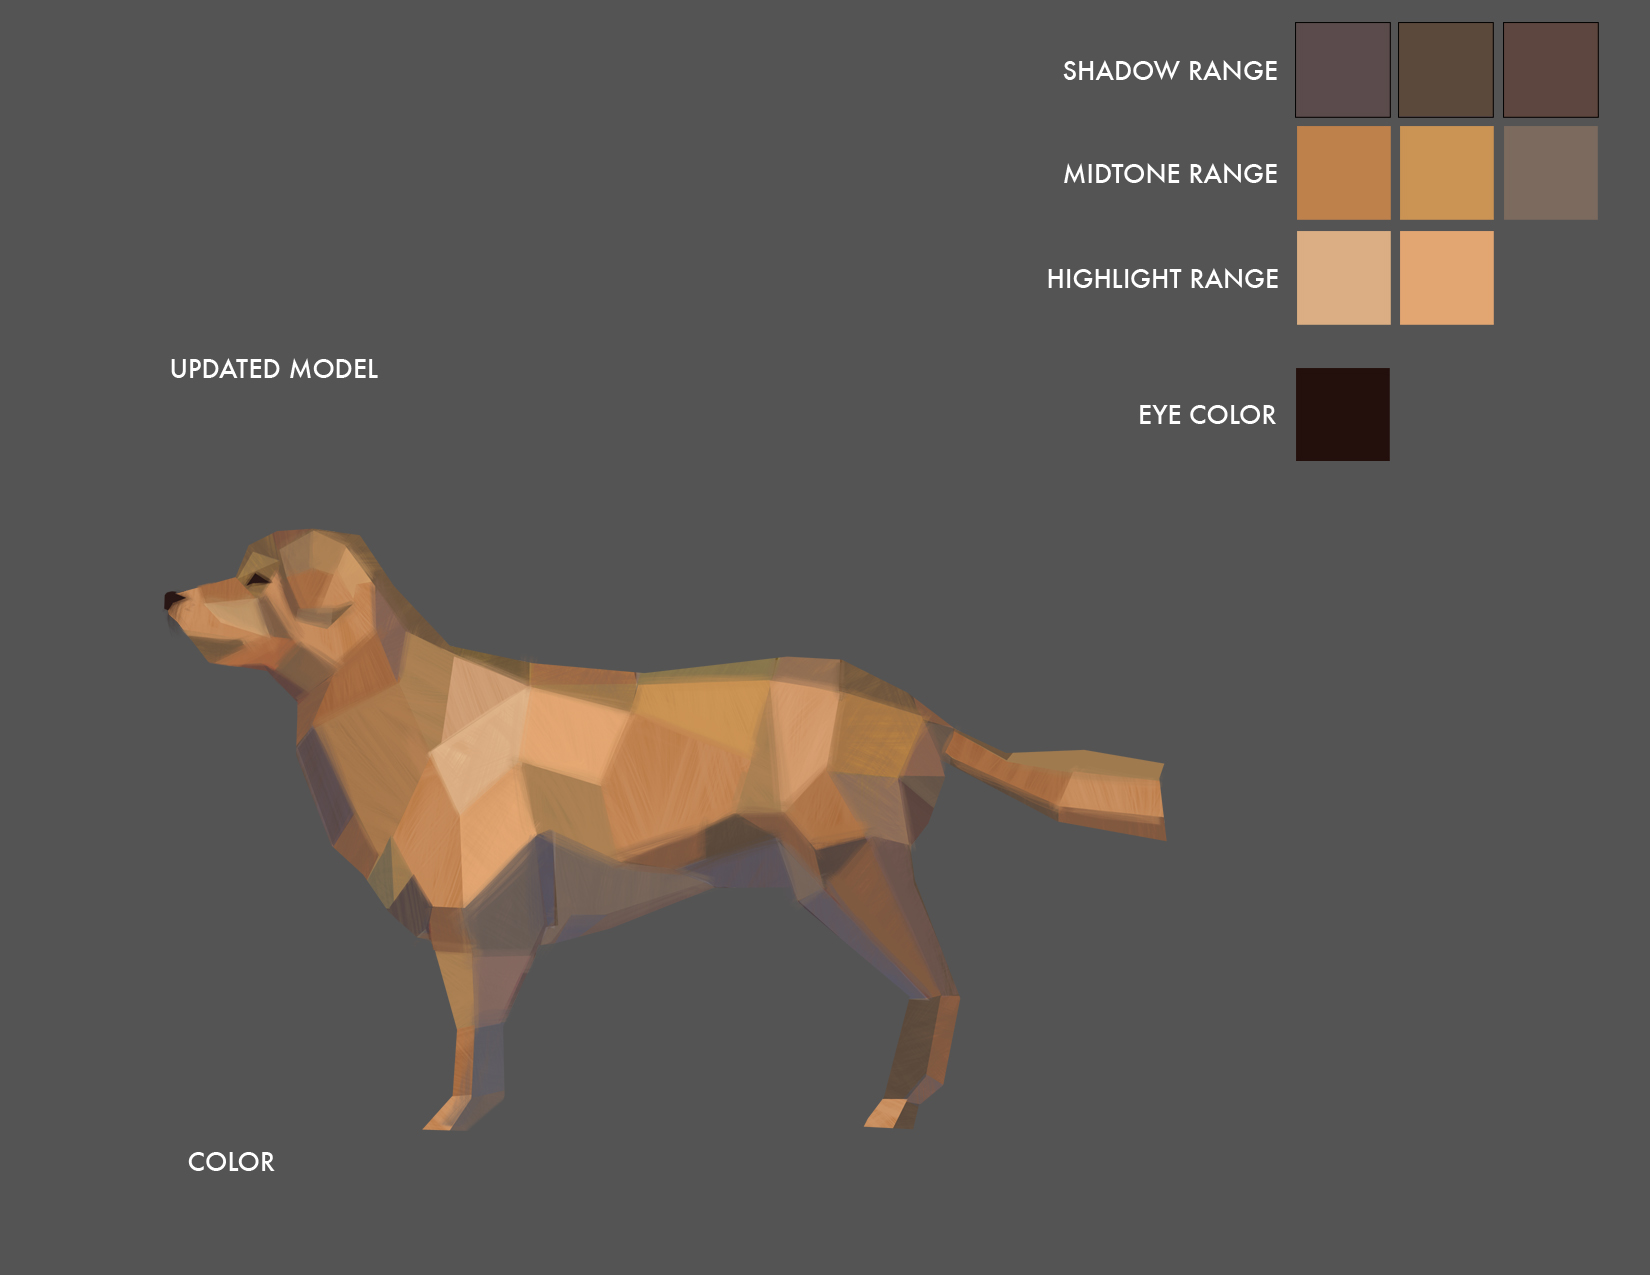 SHADOW RANGE
MIDTONE RANGE
HIGHLIGHT RANGE
UPDATED MODEL
EYE COLOR
COLOR